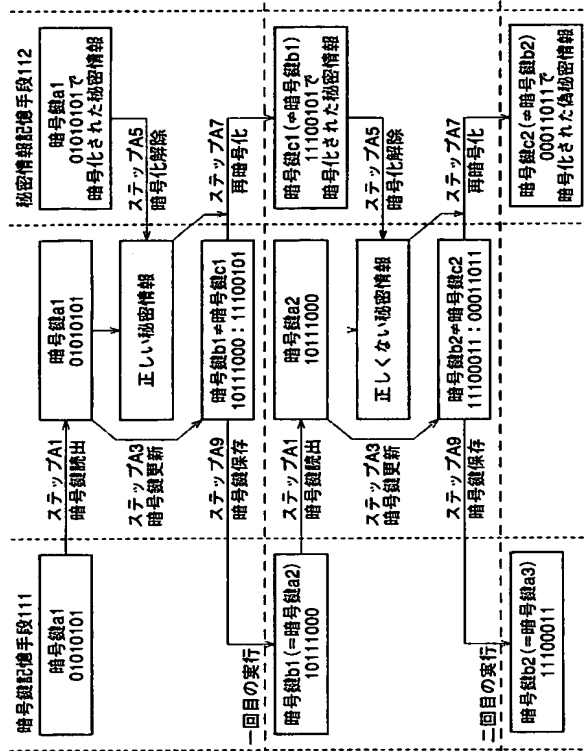 暗号鍵記憶手段111
秘密情報記憶手段112
暗号鍵a1
01010101
ステップA1
暗号鍵読出
暗号鍵a1
01010101
暗号鍵a1
01010101で
暗号化された秘密情報
ステップA3
暗号鍵更新
正しい秘密情報
ステップA5
暗号化解除
ステップA9
暗号鍵保存
暗号鍵b1≠暗号鍵c1
10111000：11100101
ステップA7
再暗号化
一回目の実行
暗号鍵b1(=暗号鍵a2)
10111000
ステップA1
暗号鍵読出
暗号鍵a2
10111000
暗号鍵c1(≠暗号鍵b1)
11100101で
暗号化された秘密情報
ステップA3
暗号鍵更新
正しくない秘密情報
ステップA5
暗号化解除
ステップA9
暗号鍵保存
暗号鍵b2≠暗号鍵c2
11100011：00011011
ステップA7
再暗号化
二回目の実行
暗号鍵b2(=暗号鍵a3)
11100011
暗号鍵c2(≠暗号鍵b2)
00011011で
暗号化された偽秘密情報